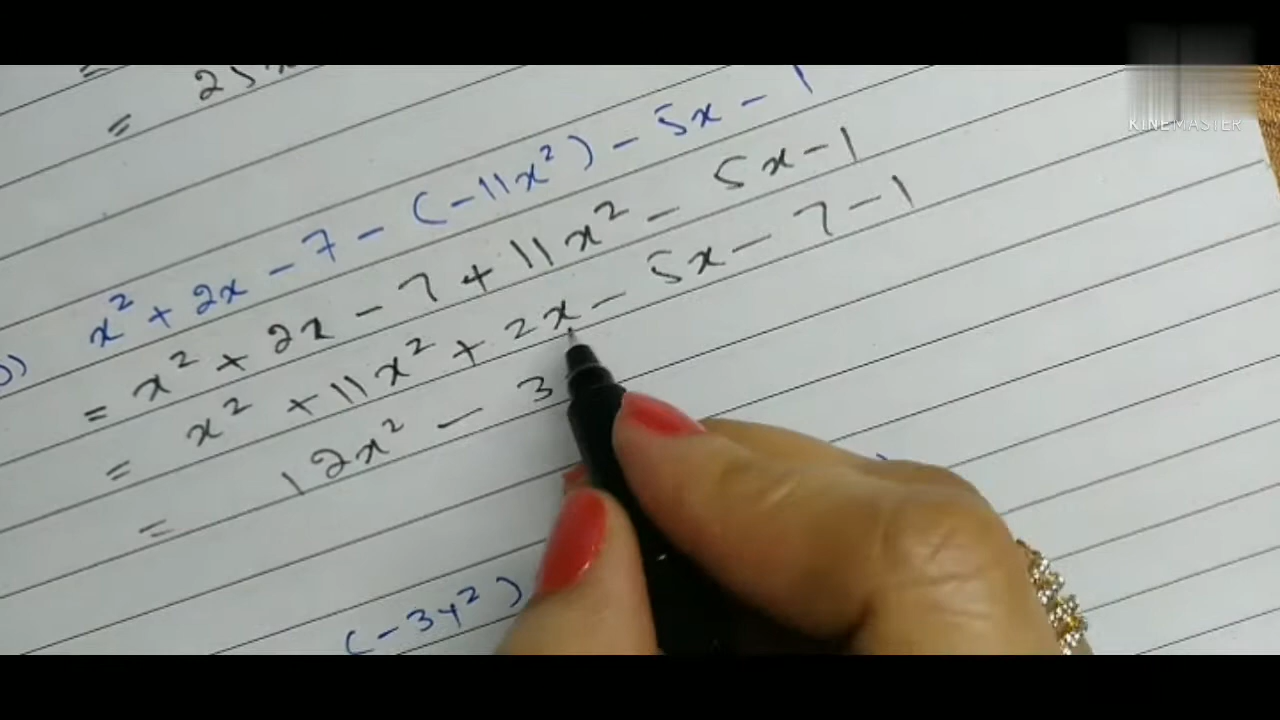 = 25x
KINEMASTER
x² + 2x - 7 - (-11x²) - 5x - 1
= x² + 2x - 7 + 11x² - 5x - 1
= x² + 11x² + 2x - 5x - 7 - 1
= 12x² - 3
(-3y²)